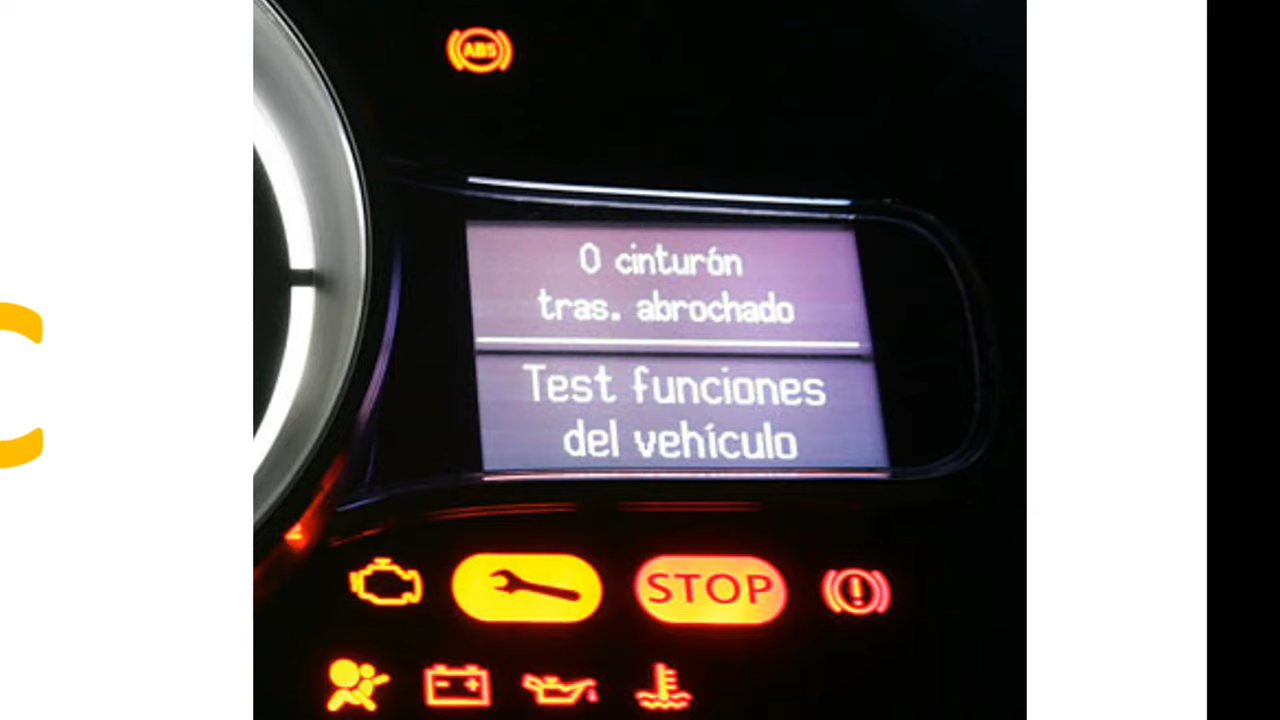 ABS
0 cinturón
tras. abrochado
Test funciones
del vehículo
STOP